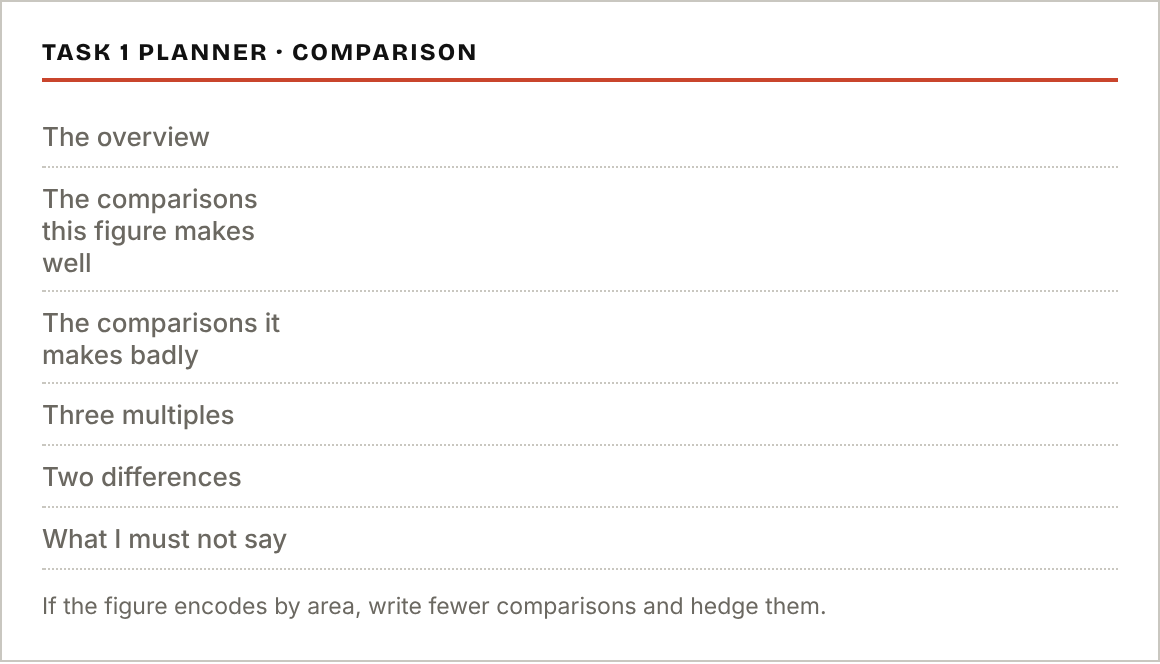 TASK 1 PLANNER · COMPARISON
The overview
The comparisons
this figure makes
well
The comparisons it
makes badly
Three multiples
Two differences
What I must not say
If the figure encodes by area, write fewer comparisons and hedge them.